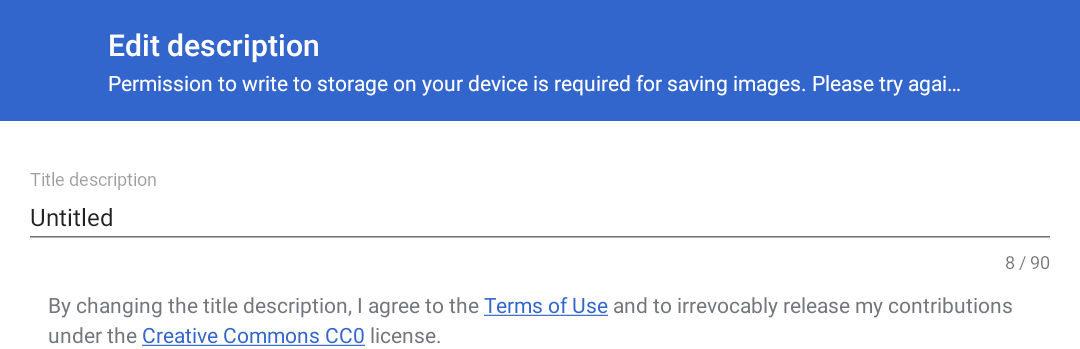 Edit description
Permission to write to storage on your device is required for saving images. Please try agai...
Title description
Untitled
8 / 90
By changing the title description, I agree to the Terms of Use and to irrevocably release my contributions
under the Creative Commons CC0 license.